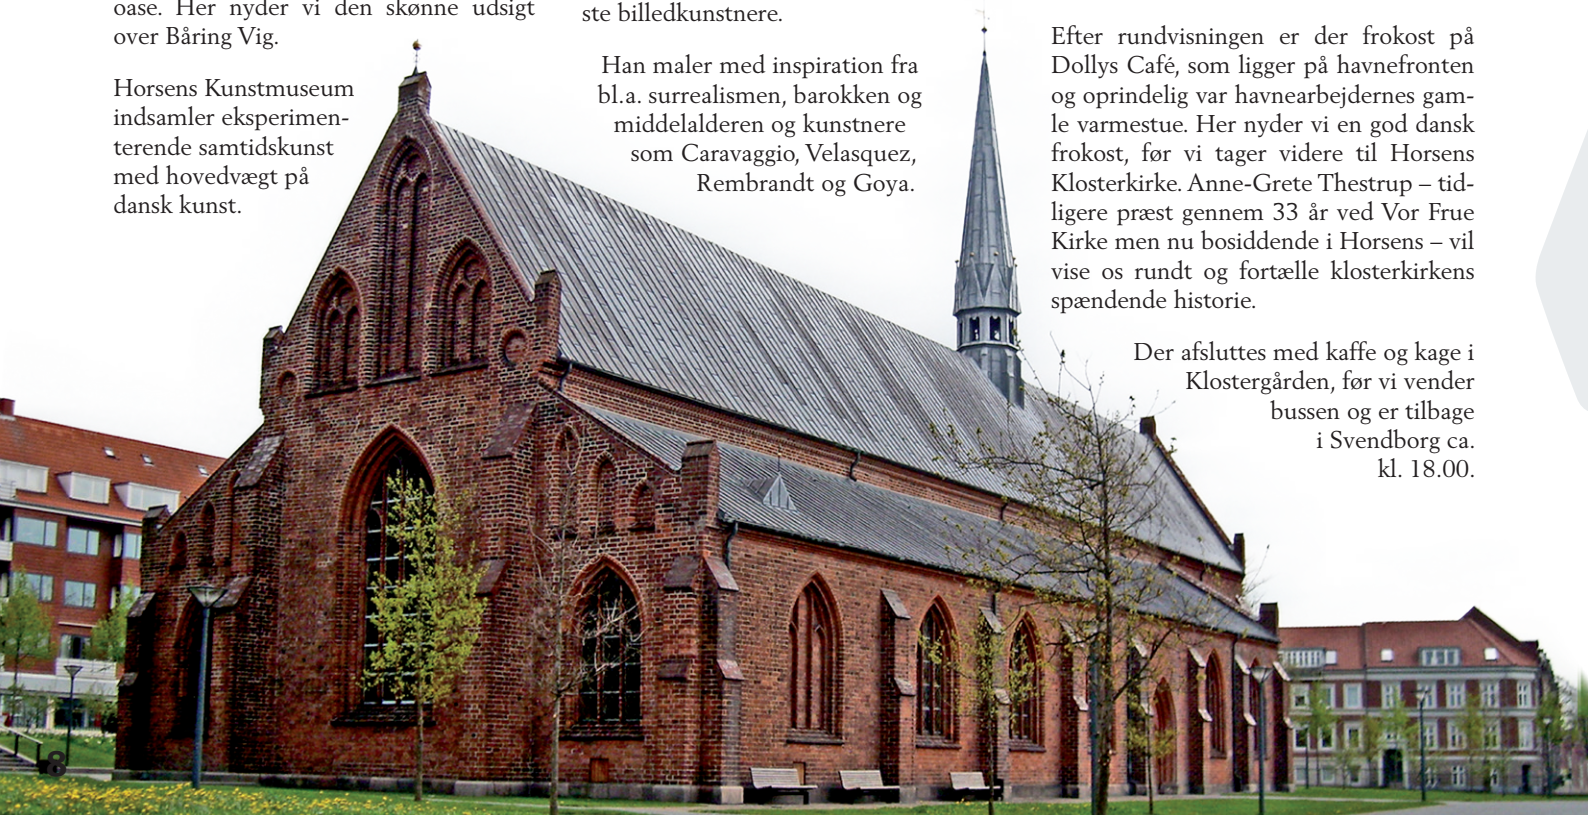 oase. Her nyder vi den skønne udsigt
over Båring Vig.
Horsens Kunstmuseum
indsamler eksperimen-
terende samtidskunst
med hovedvægt på
dansk kunst.
ste billedkunstnere.
Han maler med inspiration fra
bl.a. surrealismen, barokken og
middelalderen og kunstnere
som Caravaggio, Velasquez,
Rembrandt og Goya.
Efter rundvisningen er der frokost på
Dollys Café, som ligger på havnefronten
og oprindelig var havnearbejdernes gam-
le varmestue. Her nyder vi en god dansk
frokost, før vi tager videre til Horsens
Klosterkirke. Anne-Grete Thestrup – tid-
ligere præst gennem 33 år ved Vor Frue
Kirke men nu bosiddende i Horsens – vil
vise os rundt og fortælle klosterkirkens
spændende historie.
Der afsluttes med kaffe og kage i
Klostergården, før vi vender
bussen og er tilbage
i Svendborg ca.
kl. 18.00.
8